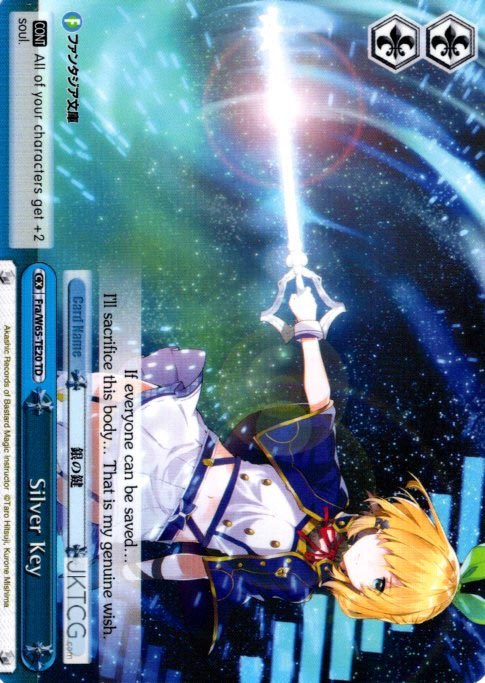 If everyone can be saved...
I'll sacrifice this body... That is my genuine wish.
F ファンタジア文庫
CONT All of your characters get +2
soul.
Card Name
銀の鍵
JKTCG.com
CX Fra/W65-TE20 TD
Silver Key
Akashic Records of Bastard Magic Instructor ©Taro Hitsuji, Kurone Mishima